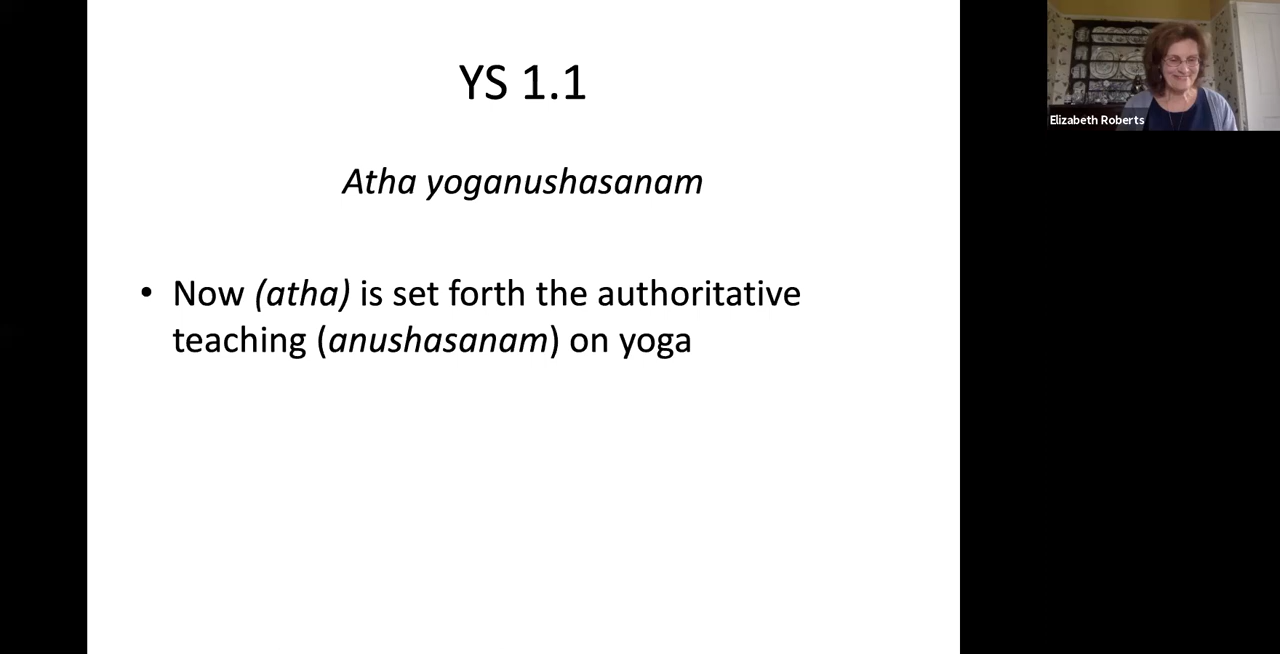 YS 1.1
Atha yoganushasanam
• Now (atha) is set forth the authoritative
teaching (anushasanam) on yoga
Elizabeth Roberts